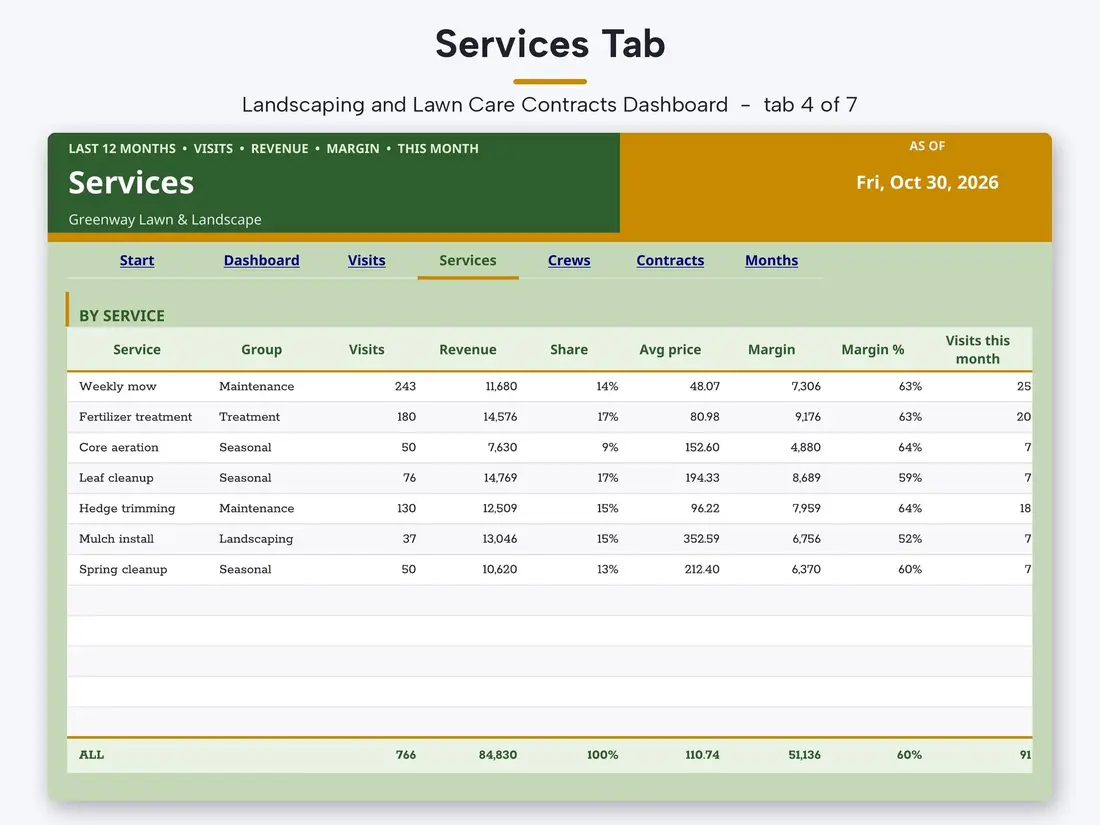 Services Tab
Landscaping and Lawn Care Contracts Dashboard - tab 4 of 7
LAST 12 MONTHS • VISITS • REVENUE • MARGIN • THIS MONTH
AS OF
Services
Fri, Oct 30, 2026
Greenway Lawn & Landscape
Start Dashboard Visits Services Crews Contracts Months
BY SERVICE
Service Group Visits Revenue Share Avg price Margin Margin % Visits this month
Weekly mow Maintenance 243 11,680 14% 48.07 7,306 63% 25
Fertilizer treatment Treatment 180 14,576 17% 80.98 9,176 63% 20
Core aeration Seasonal 50 7,630 9% 152.60 4,880 64% 7
Leaf cleanup Seasonal 76 14,769 17% 194.33 8,689 59% 7
Hedge trimming Maintenance 130 12,509 15% 96.22 7,959 64% 18
Mulch install Landscaping 37 13,046 15% 352.59 6,756 52% 7
Spring cleanup Seasonal 50 10,620 13% 212.40 6,370 60% 7
ALL 766 84,830 100% 110.74 51,136 60% 91